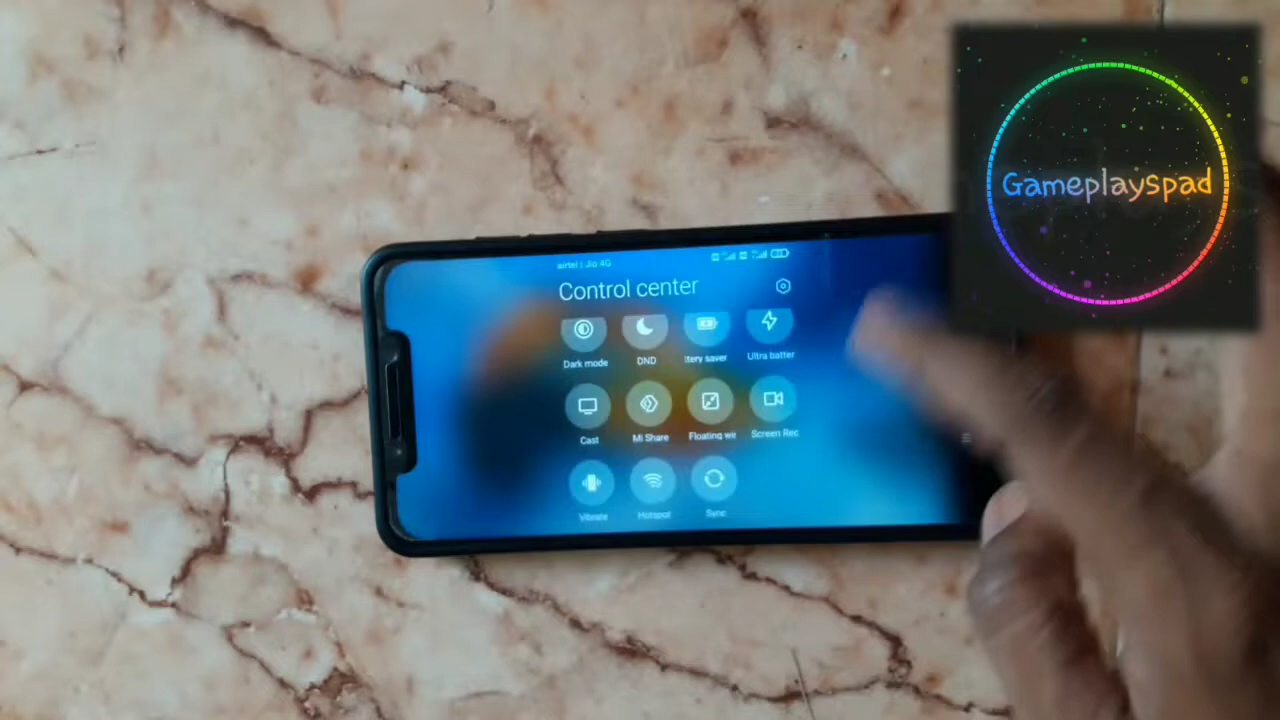 airtel | Jio 4G
Control center
Dark mode
DND
ttery saver
Ultra batter
Cast
Mi Share
Floating wi
Screen Rec
Vibrate
Hotspot
Sync
Gameplayspad